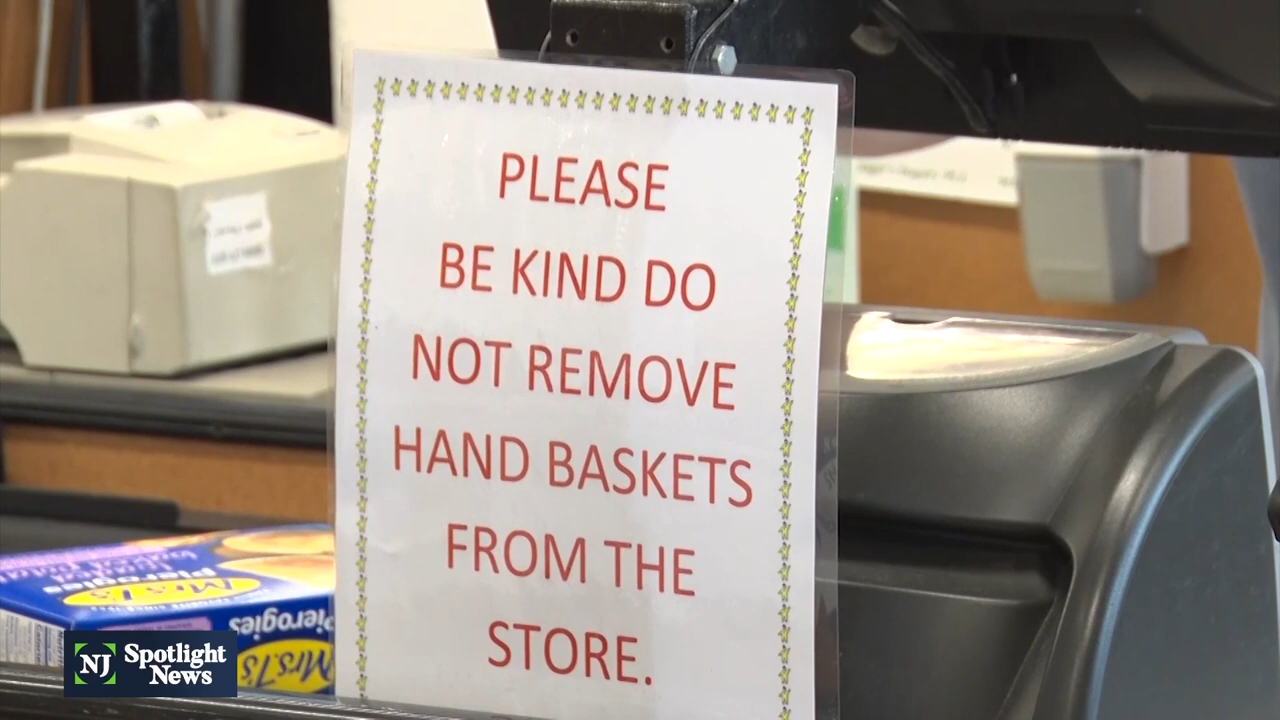 PLEASE
BE KIND DO
NOT REMOVE
HAND BASKETS
FROM THE
STORE.
Mrs. T's
Pierogies
Pierogies
Mrs. T's
NJ Spotlight
News